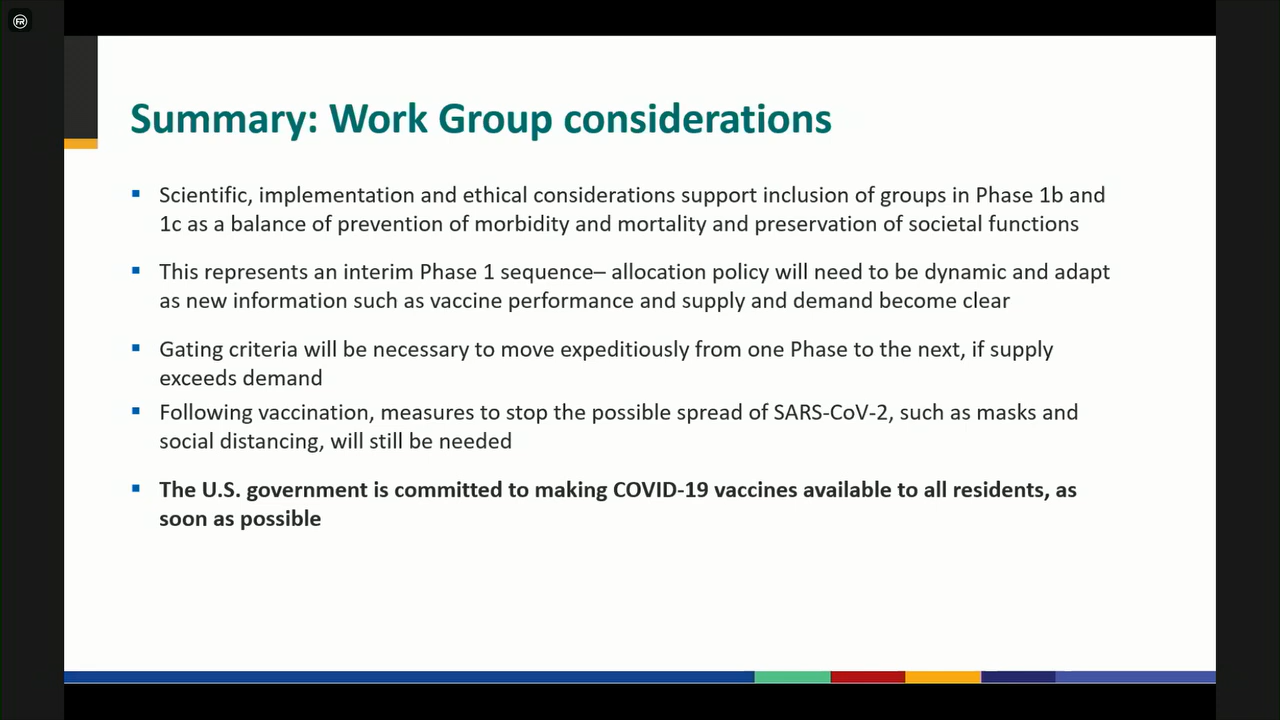 FR
Summary: Work Group considerations
Scientific, implementation and ethical considerations support inclusion of groups in Phase 1b and
1c as a balance of prevention of morbidity and mortality and preservation of societal functions
This represents an interim Phase 1 sequence– allocation policy will need to be dynamic and adapt
as new information such as vaccine performance and supply and demand become clear
Gating criteria will be necessary to move expeditiously from one Phase to the next, if supply
exceeds demand
Following vaccination, measures to stop the possible spread of SARS-CoV-2, such as masks and
social distancing, will still be needed
The U.S. government is committed to making COVID-19 vaccines available to all residents, as
soon as possible